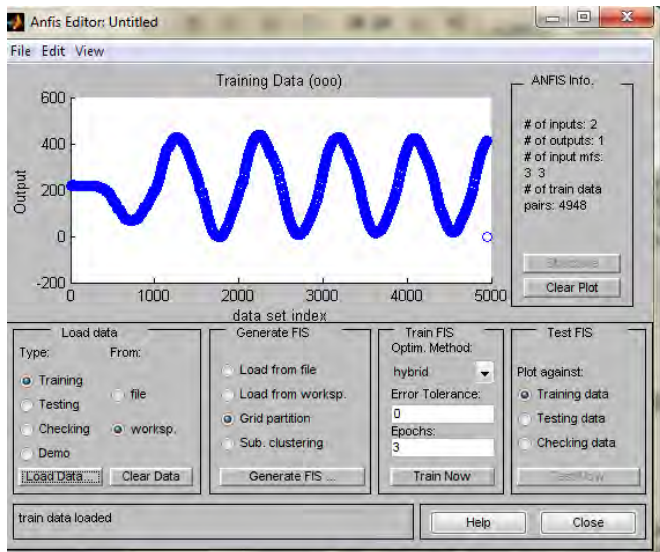 Anfis Editor: Untitled
File Edit View
Training Data (ooo)
600
400
200
0
-200
Output
0
1000
2000
3000
4000
5000
data set index
ANFIS Info.
# of inputs: 2
# of outputs: 1
# of input mfs:
3 3
# of train data
pairs: 4948
Clear Plot
Load data
Type:
From:
Training
Testing
Checking
Demo
file
worksp.
Load Data...
Clear Data
Generate FIS
Load from file
Load from worksp.
Grid partition
Sub. clustering
Generate FIS ...
Train FIS
Optim. Method:
hybrid
Error Tolerance:
0
Epochs:
3
Train Now
Test FIS
Plot against:
Training data
Testing data
Checking data
Test Now
train data loaded
Help
Close